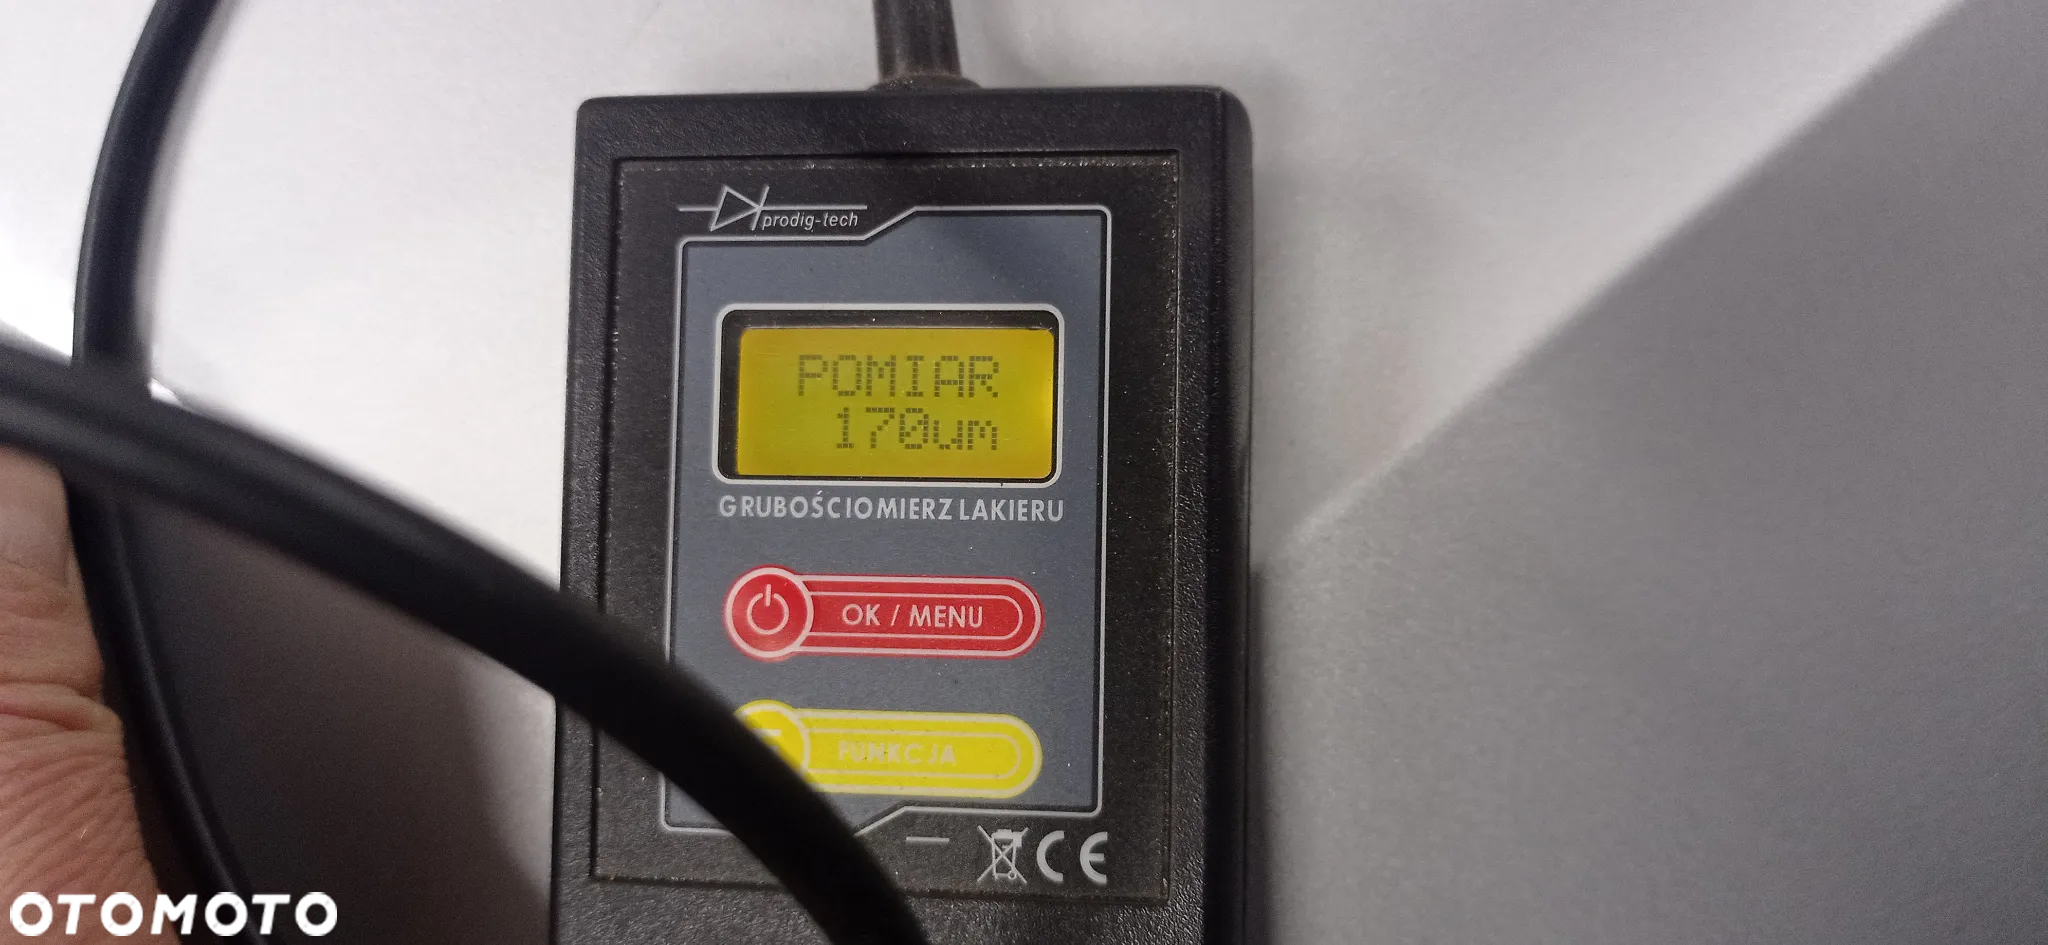 prodig-tech
POMIAR
170um
GRUBOŚCIOMIERZ LAKIERU
OK / MENU
FUNKCJA
CE
OTOMOTO